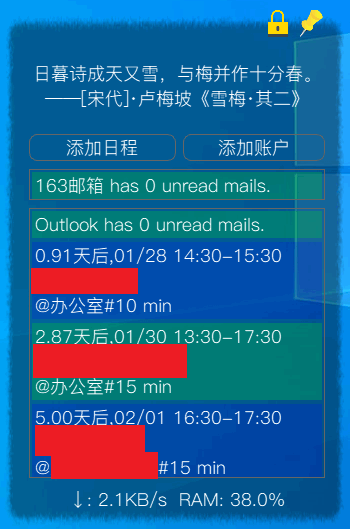 日暮诗成天又雪，与梅并作十分春。
——[宋代]·卢梅坡《雪梅·其二》
添加日程 添加账户
163邮箱 has 0 unread mails.
Outlook has 0 unread mails.
0.91天后,01/28 14:30-15:30
@办公室#10 min
2.87天后,01/30 13:30-17:30
@办公室#15 min
5.00天后,02/01 16:30-17:30
@ #15 min
↓: 2.1KB/s RAM: 38.0%